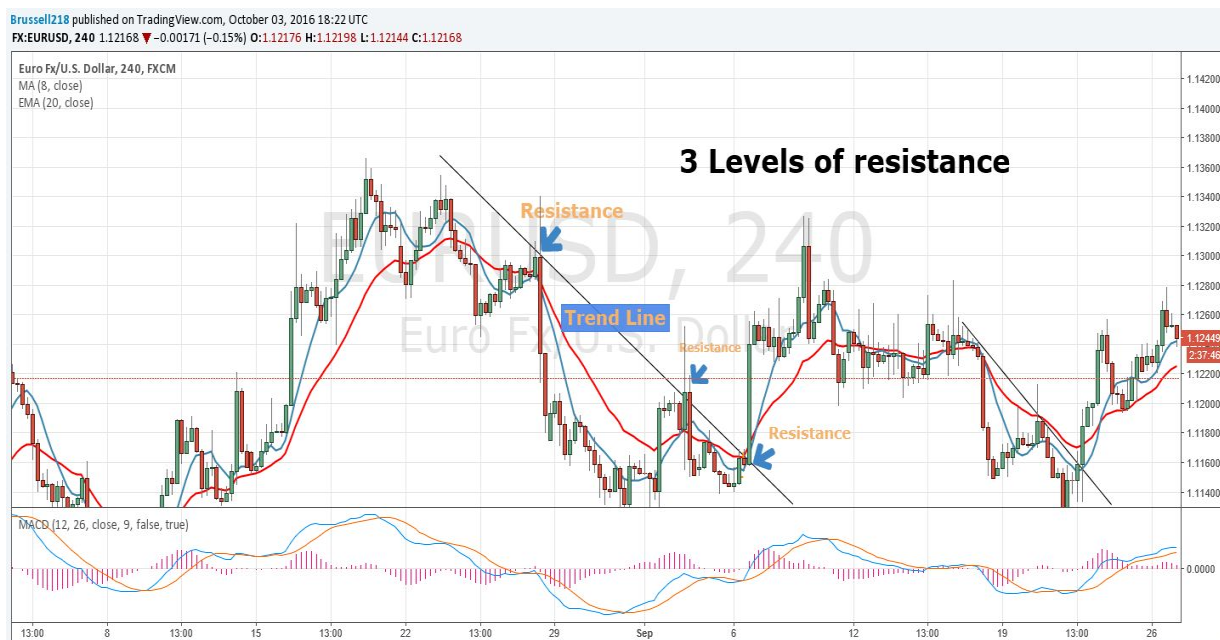 Brussell218 published on TradingView.com, October 03, 2016 18:22 UTC
FX:EURUSD, 240 1.12168 ▼ −0.00171 (−0.15%) O:1.12176 H:1.12198 L:1.12144 C:1.12168
Euro Fx/U.S. Dollar, 240, FXCM
MA (8, close)
EMA (20, close)
3 Levels of resistance
EURUSD, 240
Euro Fx/U.S. Dollar
Resistance
Trend Line
Resistance
Resistance
1.14200
1.14000
1.13800
1.13600
1.13400
1.13200
1.13000
1.12800
1.12600
1.12449
2:37:46
1.12200
1.12000
1.11800
1.11600
1.11400
MACD (12, 26, close, 9, false, true)
0.0000
13:00 8 13:00 15 13:00 22 13:00 29 Sep 6 12 13:00 19 13:00 26